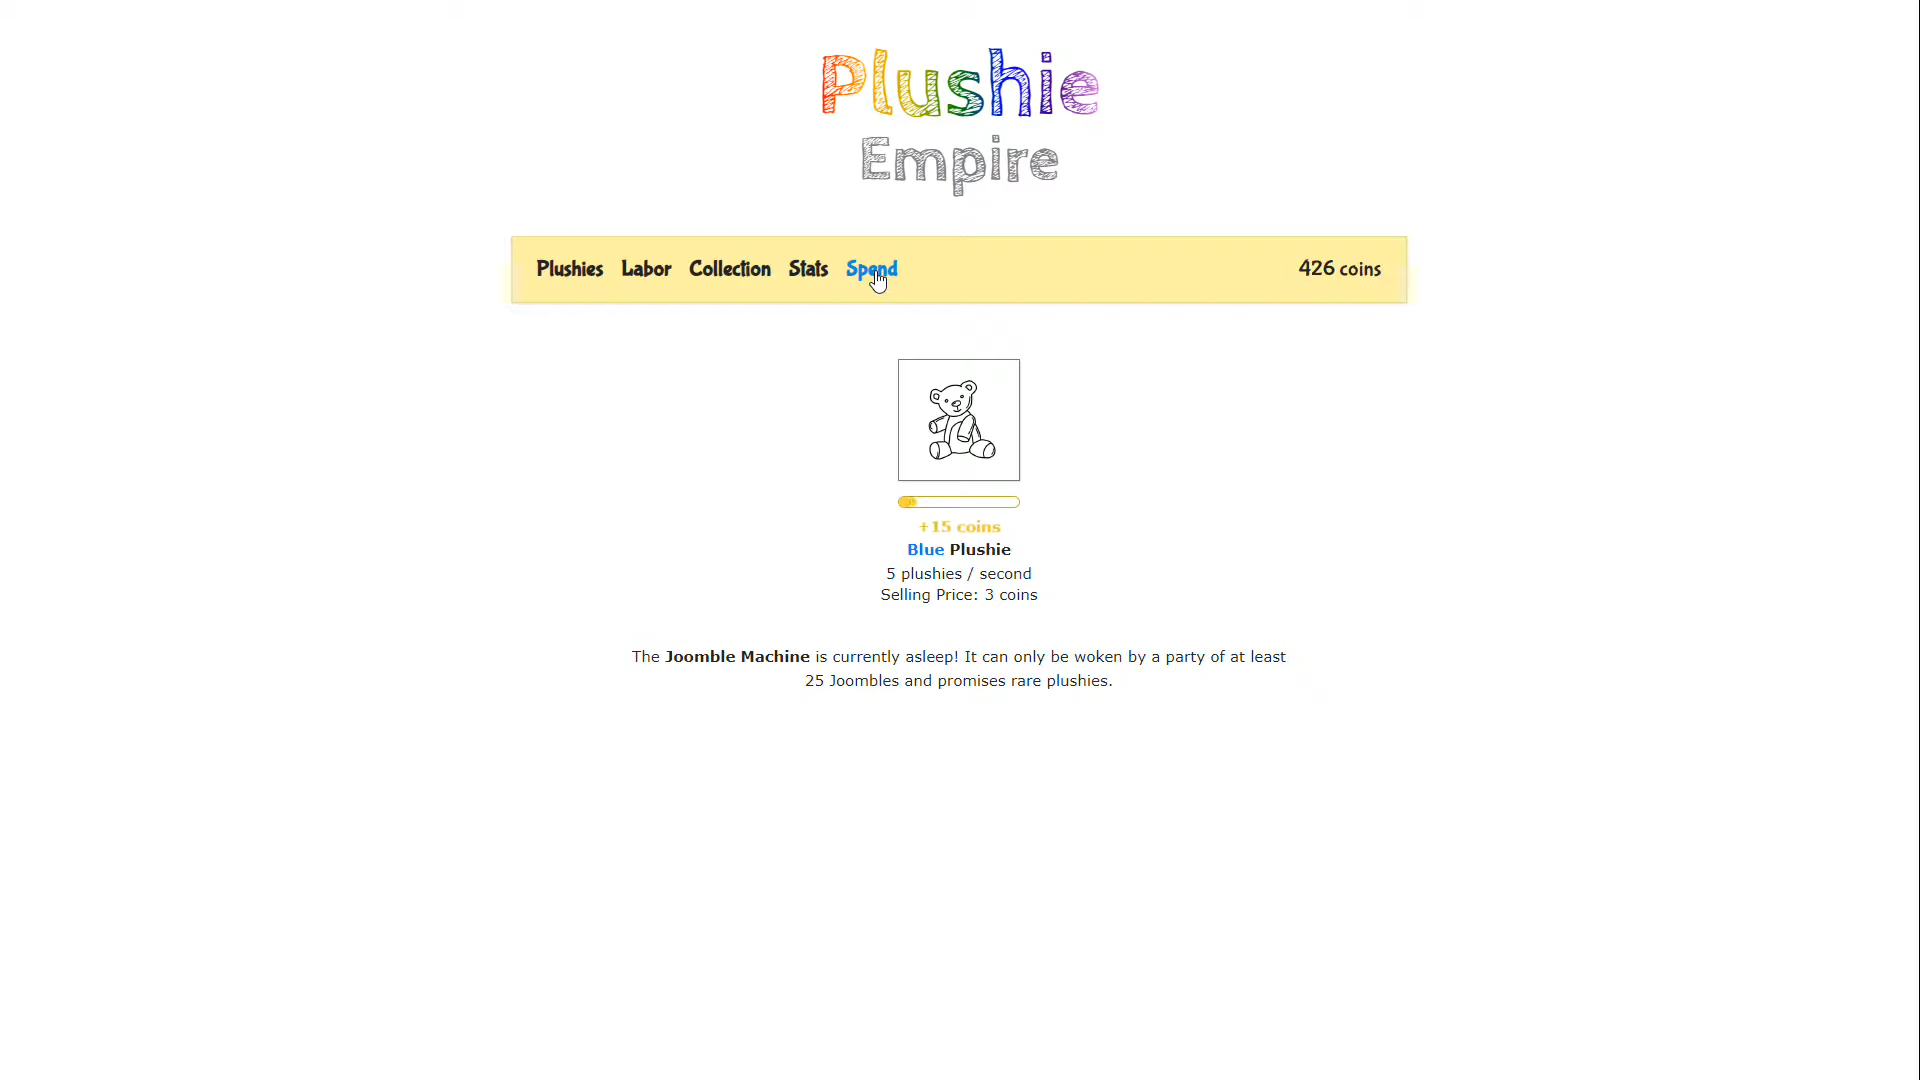 Plushie
Empire
Plushies Labor Collection Stats Spend 426 coins
+15 coins
Blue Plushie
5 plushies / second
Selling Price: 3 coins
The Joomble Machine is currently asleep! It can only be woken by a party of at least
25 Joombles and promises rare plushies.